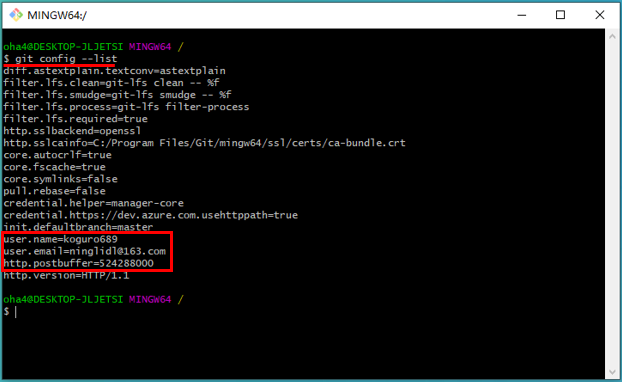 MINGW64:/
oha4@DESKTOP-JLJETSI MINGW64 /
$ git config --list
diff.astextplain.textconv=astextplain
filter.lfs.clean=git-lfs clean -- %f
filter.lfs.smudge=git-lfs smudge -- %f
filter.lfs.process=git-lfs filter-process
filter.lfs.required=true
http.sslbackend=openssl
http.sslcainfo=C:/Program Files/Git/mingw64/ssl/certs/ca-bundle.crt
core.autocrlf=true
core.fscache=true
core.symlinks=false
pull.rebase=false
credential.helper=manager-core
credential.https://dev.azure.com.usehttppath=true
init.defaultbranch=master
user.name=koguro689
user.email=ninglidl@163.com
http.postbuffer=524288000
http.version=HTTP/1.1
oha4@DESKTOP-JLJETSI MINGW64 /
$